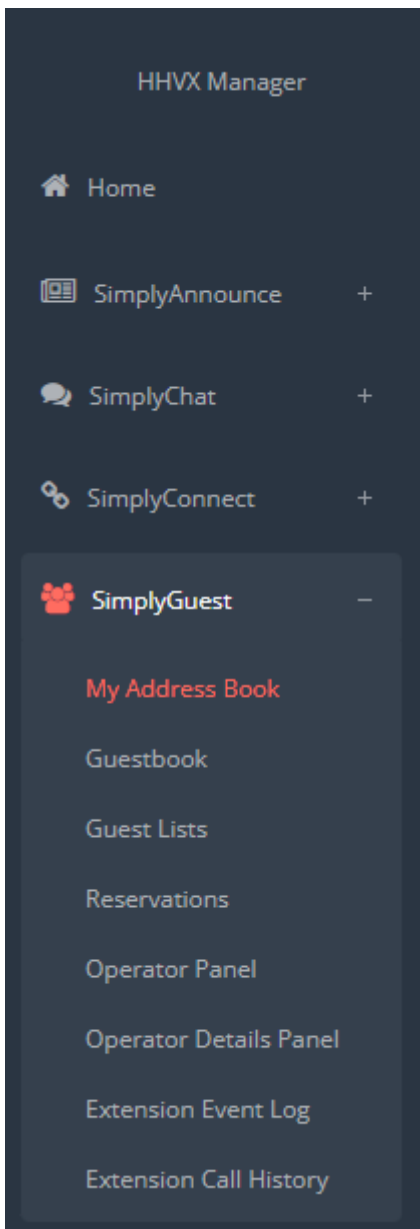 HHVX Manager
Home
SimplyAnnounce +
SimplyChat +
SimplyConnect +
SimplyGuest −
My Address Book
Guestbook
Guest Lists
Reservations
Operator Panel
Operator Details Panel
Extension Event Log
Extension Call History